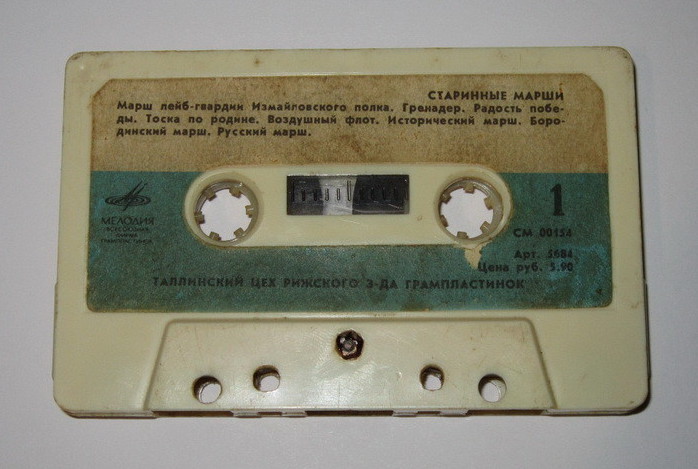 СТАРИННЫЕ МАРШИ
Марш лейб-гвардии Измайловского полка. Гренадер. Радость побе-
ды. Тоска по родине. Воздушный флот. Исторический марш. Боро-
динский марш. Русский марш.
МЕЛОДИЯ
1
СМ 00154
Арт. 5684
Цена руб. 5.90
ТАЛЛИНСКИЙ ЦЕХ РИЖСКОГО З-ДА ГРАМПЛАСТИНОК